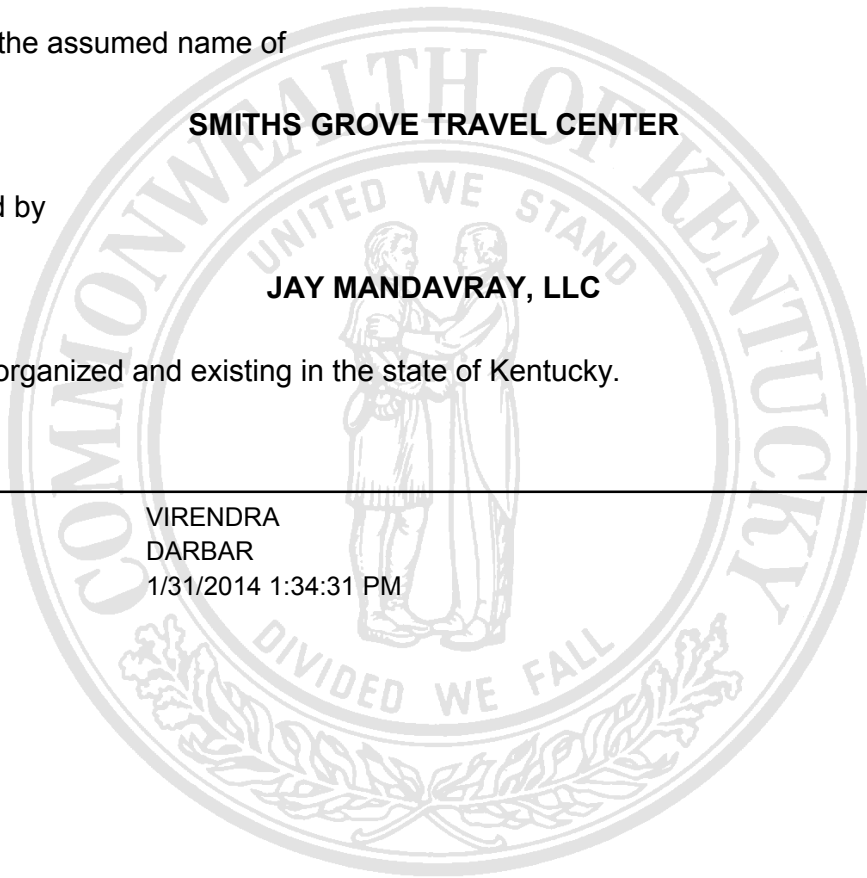 the assumed name of
SMITHS GROVE TRAVEL CENTER
d by
JAY MANDAVRAY, LLC
organized and existing in the state of Kentucky.
VIRENDRA
DARBAR
1/31/2014 1:34:31 PM
COMMONWEALTH OF KENTUCKY
UNITED WE STAND
DIVIDED WE FALL